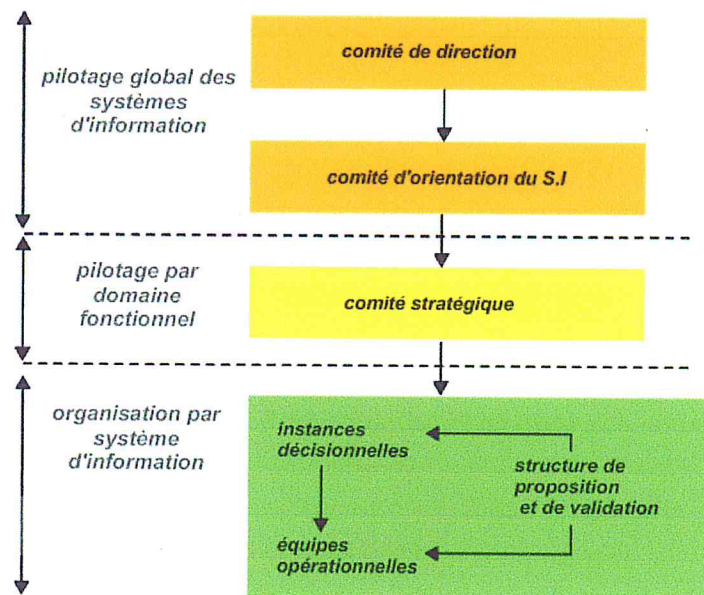 comité de direction
pilotage global des
systèmes
d'information
comité d'orientation du S.I
pilotage par
domaine
fonctionnel
comité stratégique
organisation par
système
d'information
instances
décisionnelles
structure de
proposition
et de validation
équipes
opérationnelles